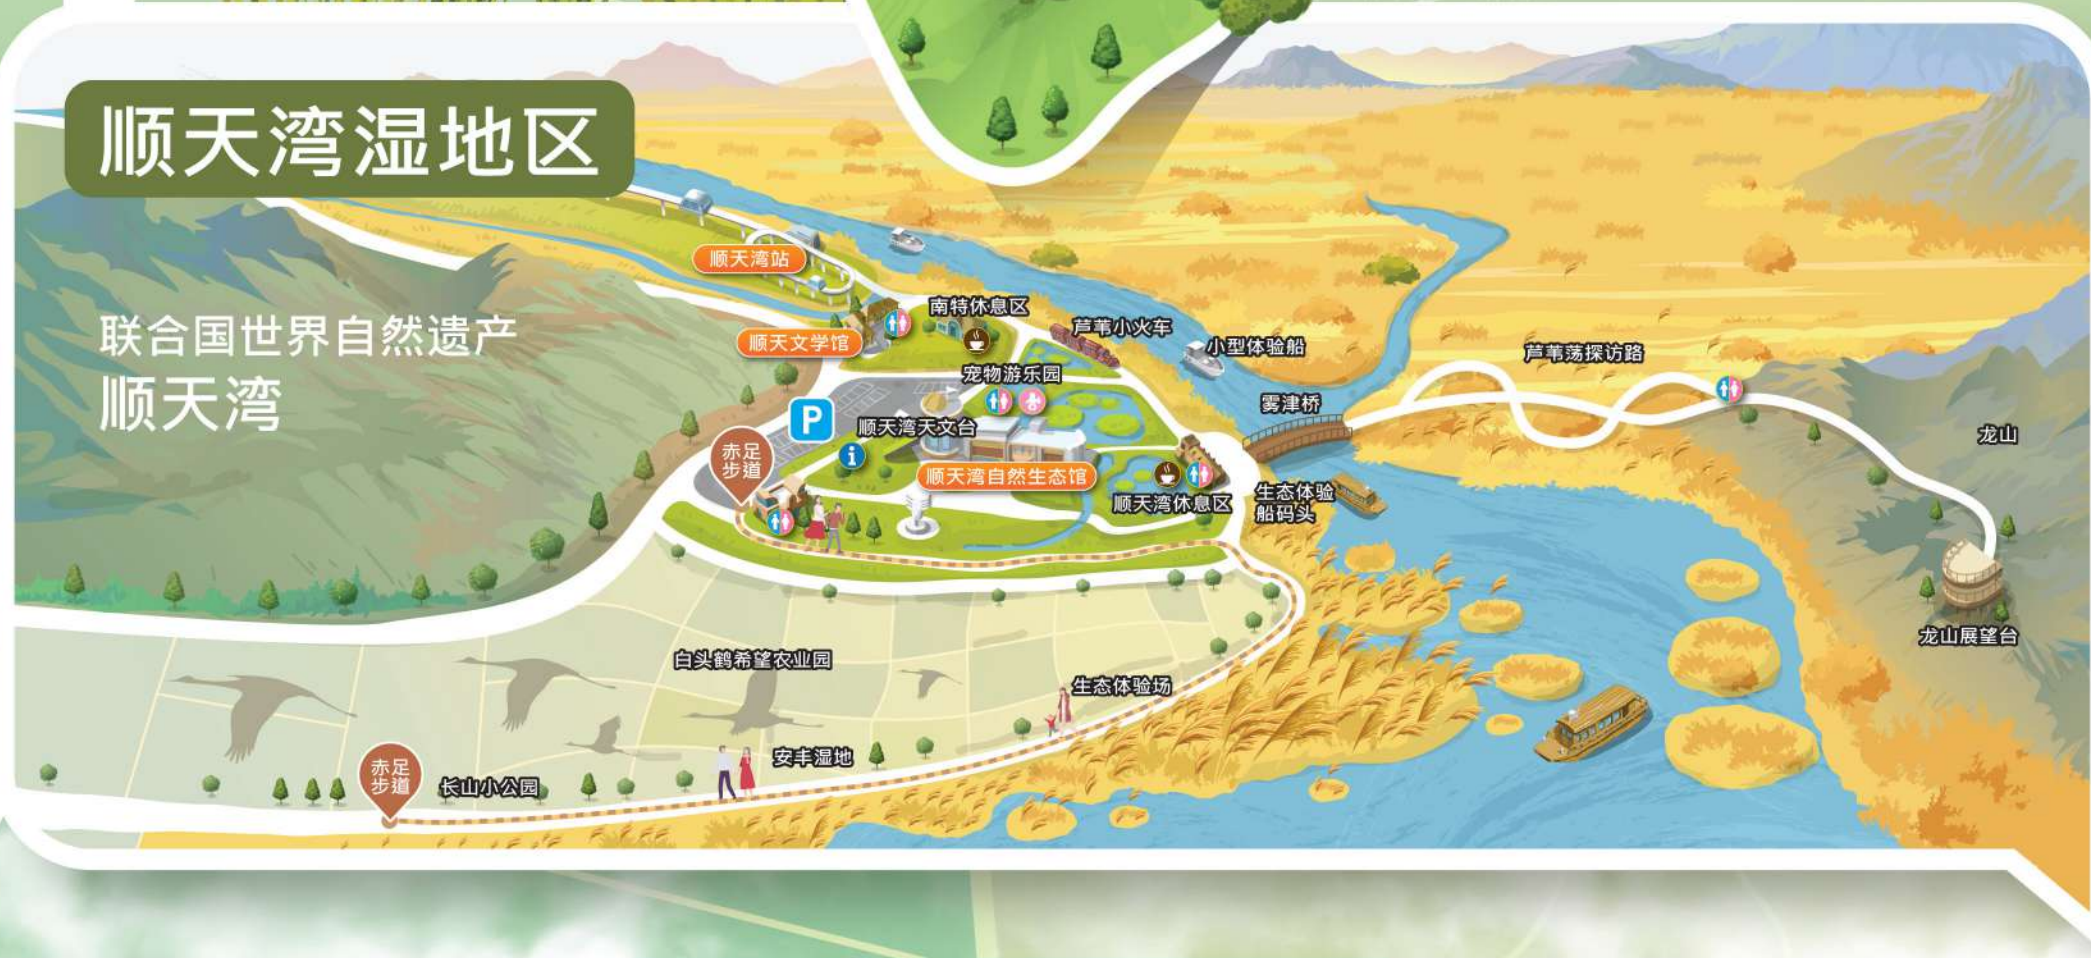 顺天湾湿地区
联合国世界自然遗产
顺天湾
顺天湾站
南特休息区
顺天文学馆
芦苇小火车
小型体验船
芦苇荡探访路
宠物游乐园
雾津桥
P
顺天湾天文台
龙山
赤足
步道
i
顺天湾自然生态馆
顺天湾休息区
生态体验
船码头
龙山展望台
白头鹤希望农业园
生态体验场
安丰湿地
赤足
步道
长山小公园